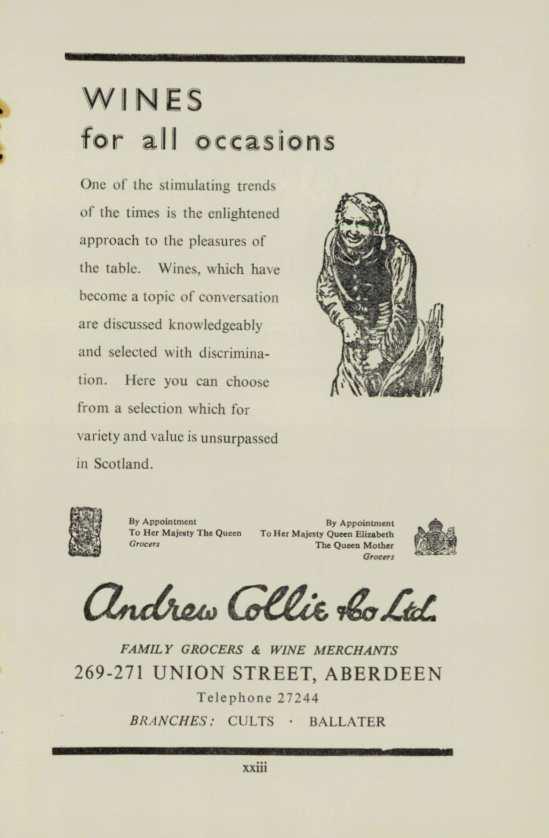 WINES
for all occasions
One of the stimulating trends
of the times is the enlightened
approach to the pleasures of
the table. Wines, which have
become a topic of conversation
are discussed knowledgeably
and selected with discrimina-
tion. Here you can choose
from a selection which for
variety and value is unsurpassed
in Scotland.
By Appointment
To Her Majesty The Queen
Grocers
By Appointment
To Her Majesty Queen Elizabeth
The Queen Mother
Grocers
Andrew Collie & Co Ltd.
FAMILY GROCERS & WINE MERCHANTS
269-271 UNION STREET, ABERDEEN
Telephone 27244
BRANCHES: CULTS · BALLATER
xxiii